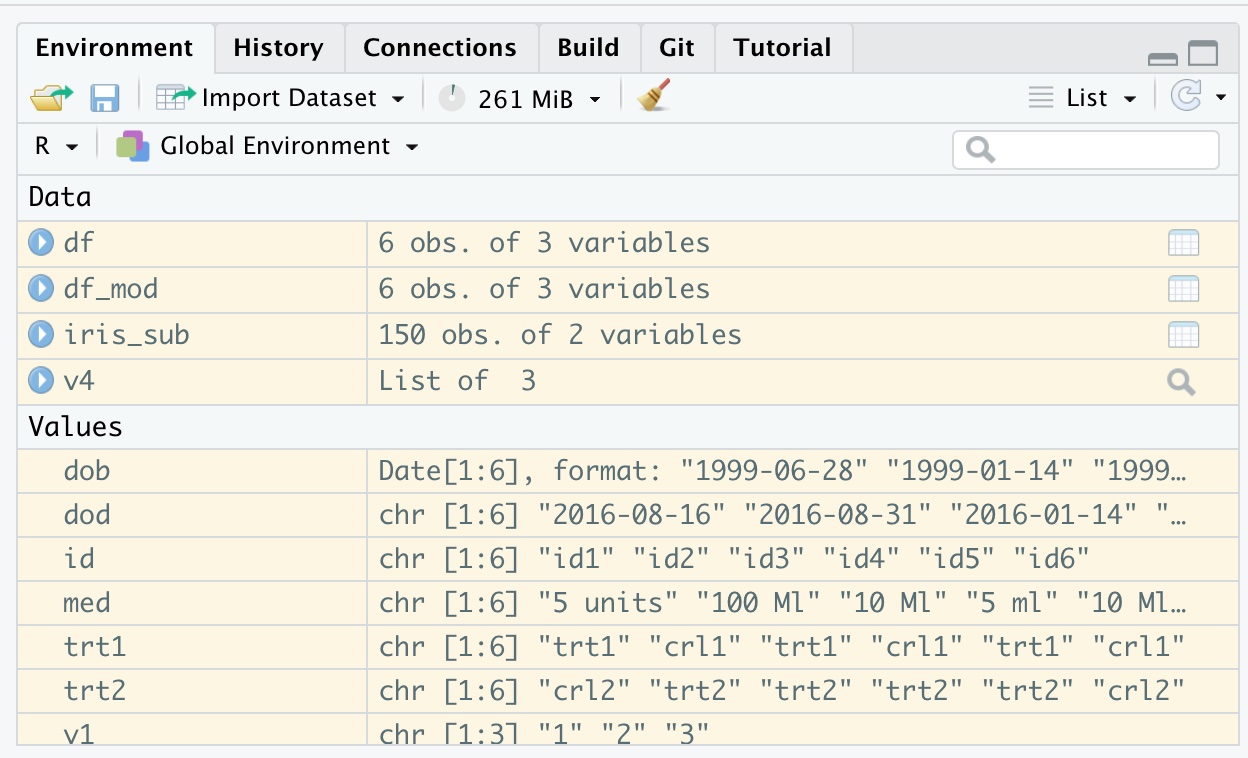 Environment History Connections Build Git Tutorial
Import Dataset 261 MiB List
R Global Environment
Data
df 6 obs. of 3 variables
df_mod 6 obs. of 3 variables
iris_sub 150 obs. of 2 variables
v4 List of  3
Values
dob Date[1:6], format: "1999-06-28" "1999-01-14" "1999…
dod chr [1:6] "2016-08-16" "2016-08-31" "2016-01-14" "…
id chr [1:6] "id1" "id2" "id3" "id4" "id5" "id6"
med chr [1:6] "5 units" "100 Ml" "10 Ml" "5 ml" "10 Ml…
trt1 chr [1:6] "trt1" "crl1" "trt1" "crl1" "trt1" "crl1"
trt2 chr [1:6] "crl2" "trt2" "trt2" "trt2" "trt2" "crl2"
v1 chr [1:3] "1" "2" "3"